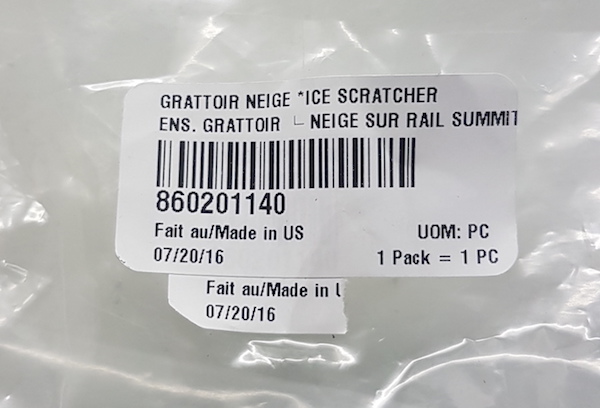 GRATTOIR NEIGE *ICE SCRATCHER
ENS. GRATTOIR └ NEIGE SUR RAIL SUMMIT
860201140
Fait au/Made in US
UOM: PC
07/20/16
1 Pack = 1 PC
Fait au/Made in
07/20/16